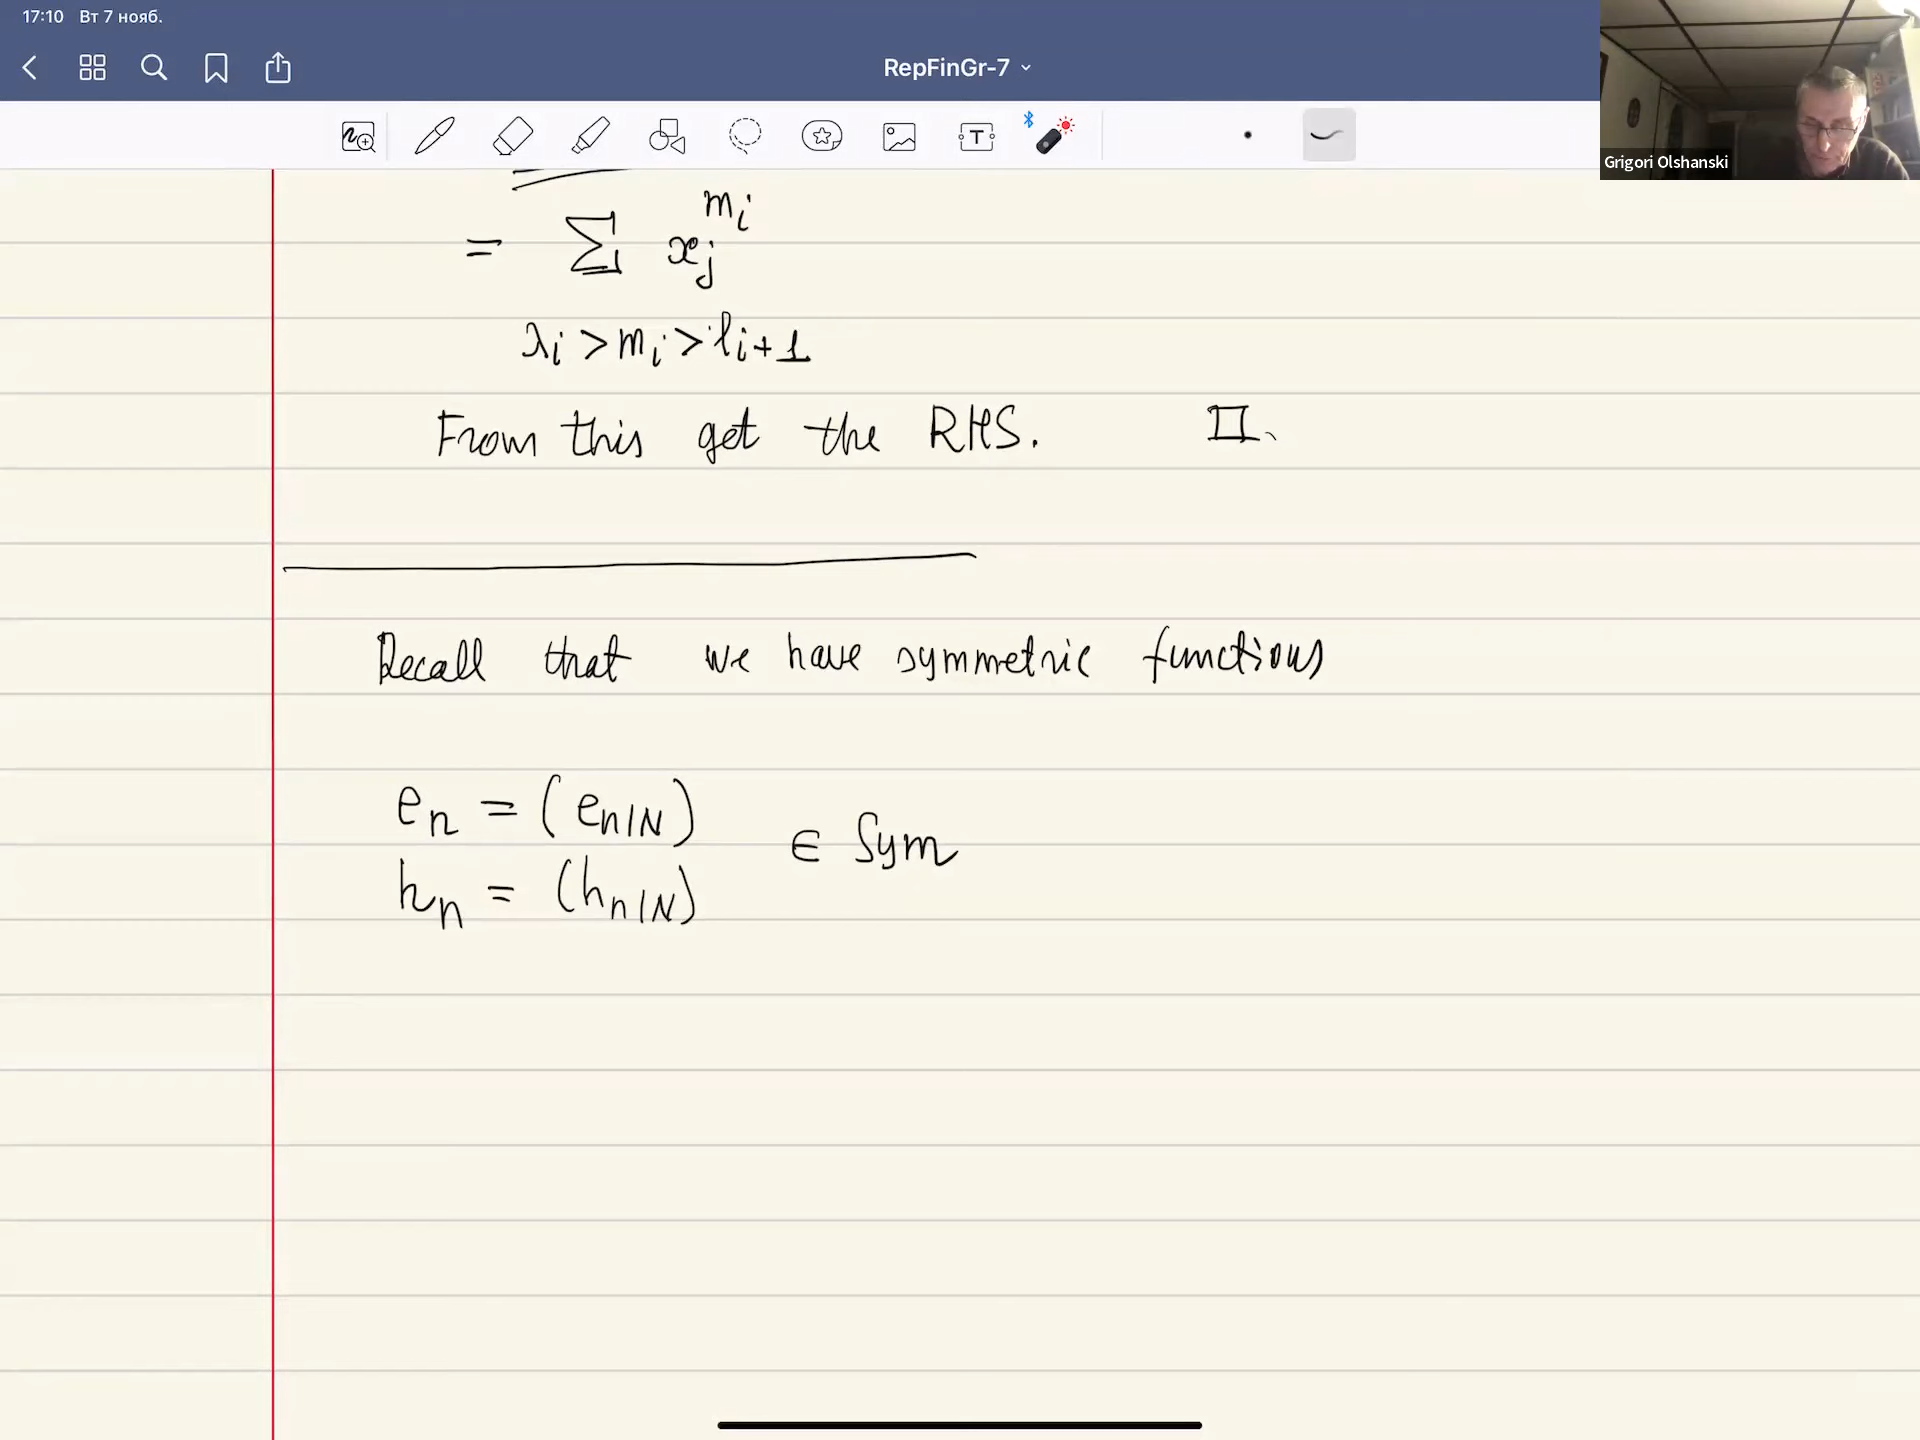 17:10 Вт 7 нояб.
RepFinGr-7
Grigori Olshanski
= ∑ x_j^{m_i}
λ_i > m_i > l_{i+1}
From this get the RHS. □
Recall that we have symmetric functions
e_n = (e_{n|N})
∈ Sym
h_n = (h_{n|N})